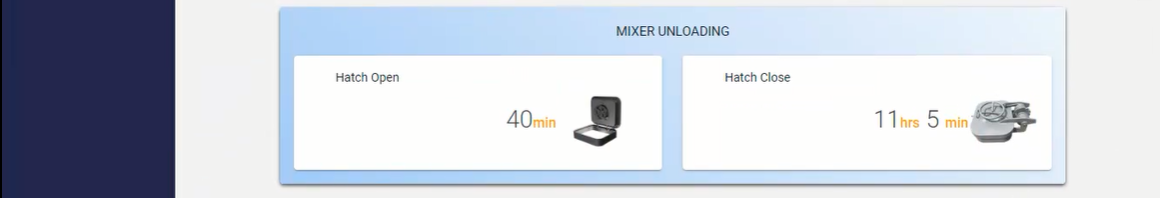 MIXER UNLOADING
Hatch Open
40min
Hatch Close
11hrs 5 min